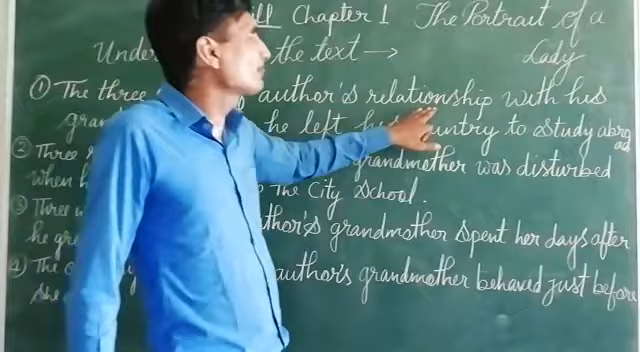 ill Chapter 1 The Portrait of a
Under the text → Lady
① The three author's relationship with his
gran he left his country to study abroad
② Three grandmother was disturbed
when h the City School.
③ Three w thor's grandmother spent her days after
he gre
④ The author's grandmother behaved just before
she